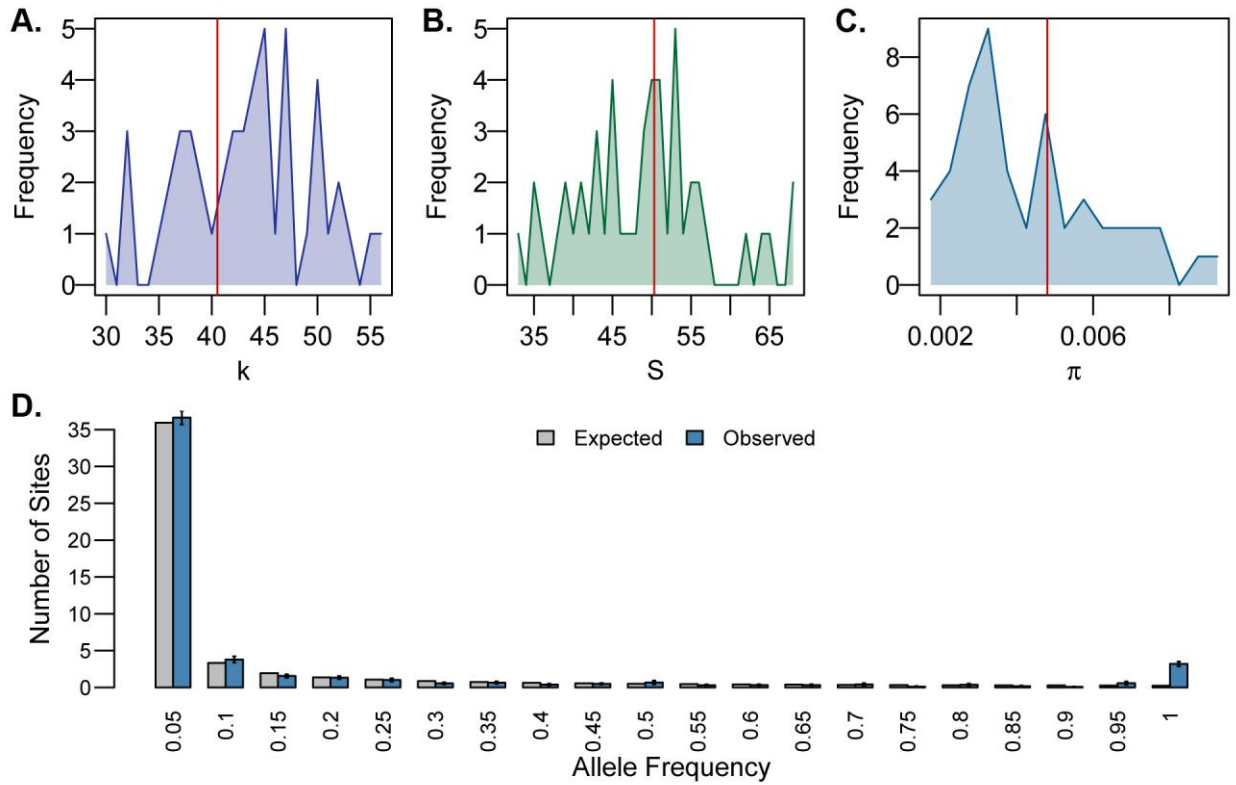 A.
Frequency
5
4
3
2
1
0
30 35 40 45 50 55
k
B.
Frequency
5
4
3
2
1
0
35 45 55 65
S
C.
Frequency
8
6
4
2
0
0.002 0.006
π
D.
Number of Sites
35
30
25
20
15
10
5
0
Expected Observed
0.05 0.1 0.15 0.2 0.25 0.3 0.35 0.4 0.45 0.5 0.55 0.6 0.65 0.7 0.75 0.8 0.85 0.9 0.95 1
Allele Frequency